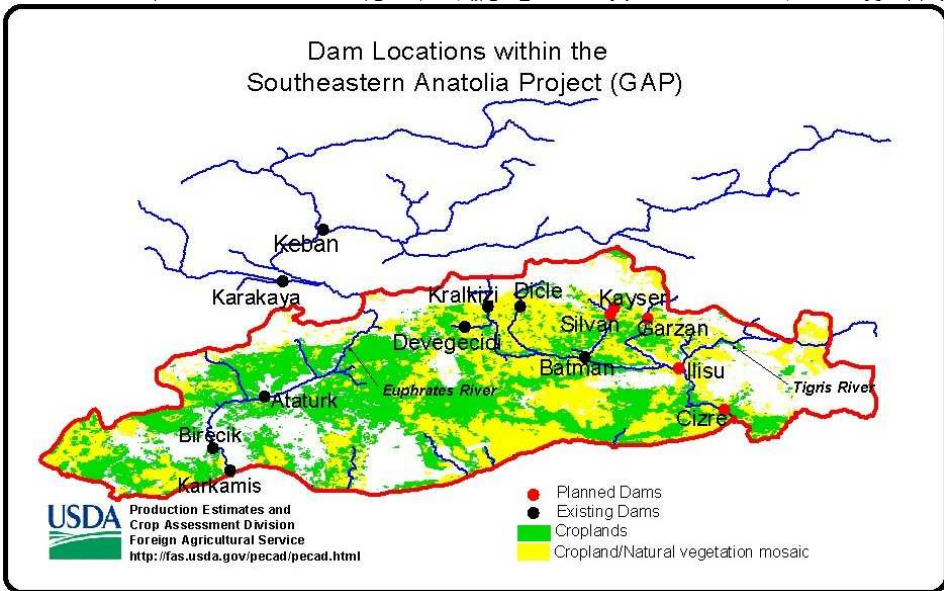 Dam Locations within the
Southeastern Anatolia Project (GAP)
Keban
Karakaya
Kralkizi
Dicle
Kayser
Silvan
Garzan
Devegecidi
Batman
Ilisu
Euphrates River
Tigris River
Ataturk
Cizre
Birecik
Karkamis
USDA
Production Estimates and
Crop Assessment Division
Foreign Agricultural Service
http://fas.usda.gov/pecad/pecad.html
Planned Dams
Existing Dams
Croplands
Cropland/Natural vegetation mosaic